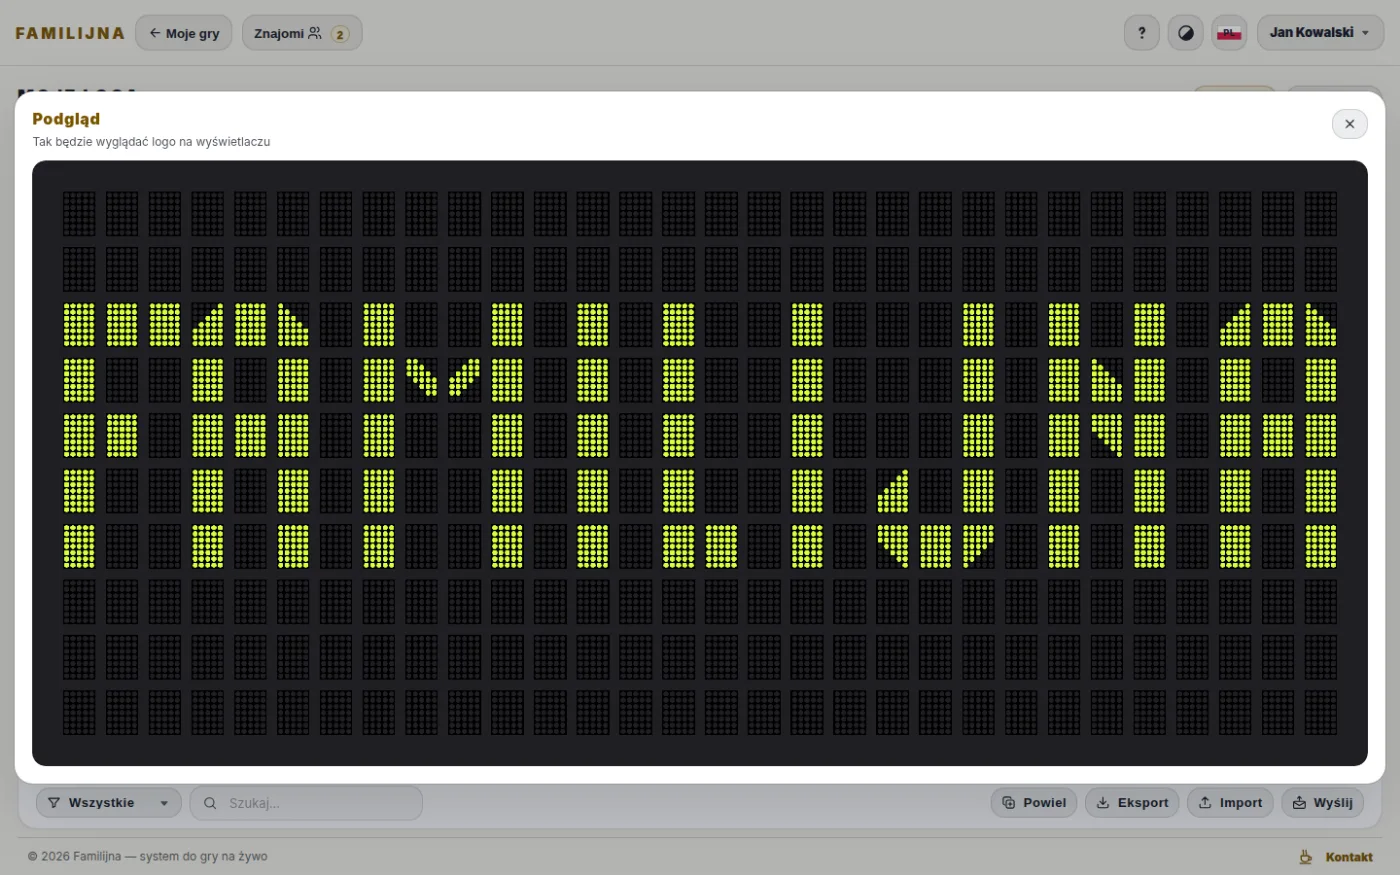 FAMILIJNA
← Moje gry
Znajomi 2
?
PL
Jan Kowalski
Podgląd
Tak będzie wyglądać logo na wyświetlaczu
FAMILIJNA
Wszystkie
Szukaj...
Powiel
Eksport
Import
Wyślij
© 2026 Familijna — system do gry na żywo
Kontakt